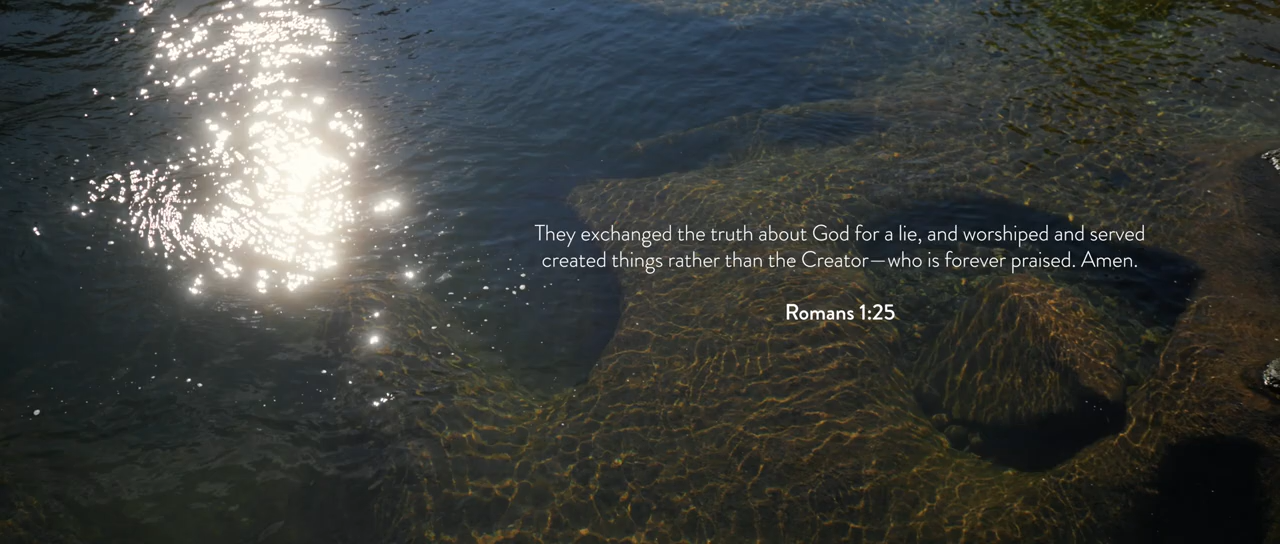 They exchanged the truth about God for a lie, and worshiped and served
created things rather than the Creator—who is forever praised. Amen.
Romans 1:25